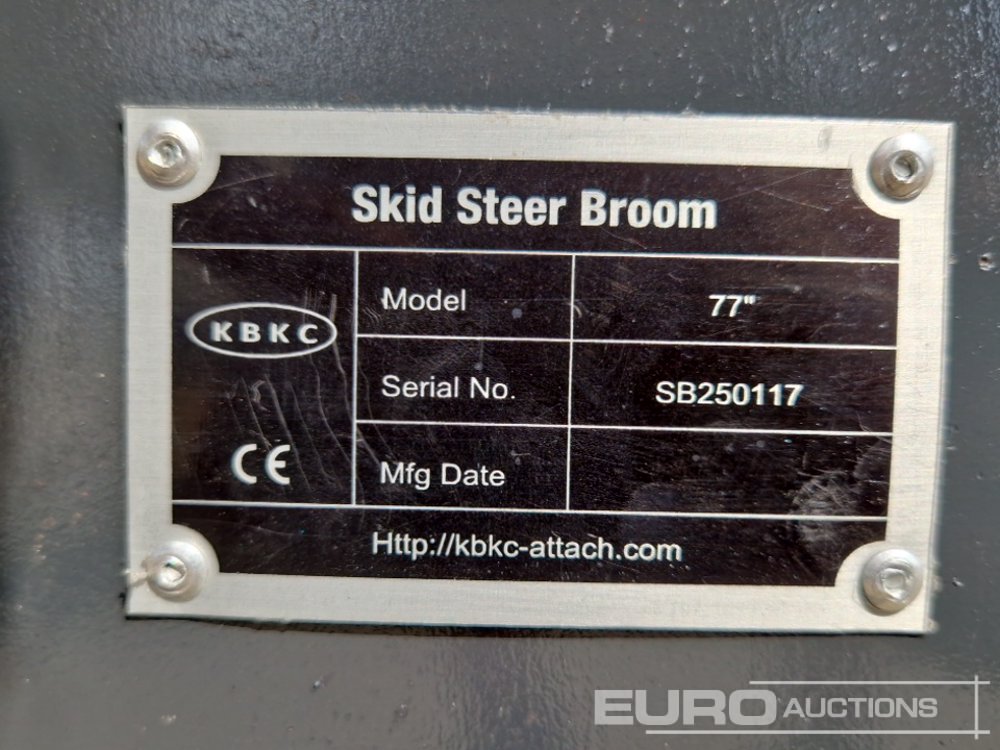 Skid Steer Broom
KBKC
CE
Model 77"
Serial No. SB250117
Mfg Date
Http://kbkc-attach.com
EURO AUCTIONS